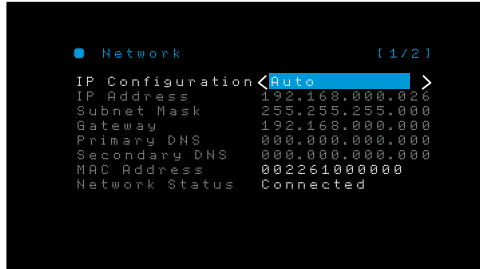 Network [1/2]
IP Configuration Auto
IP Address 192.168.000.026
Subnet Mask 255.255.255.000
Gateway 192.168.000.000
Primary DNS 000.000.000.000
Secondary DNS 000.000.000.000
MAC Address 002261000000
Network Status Connected